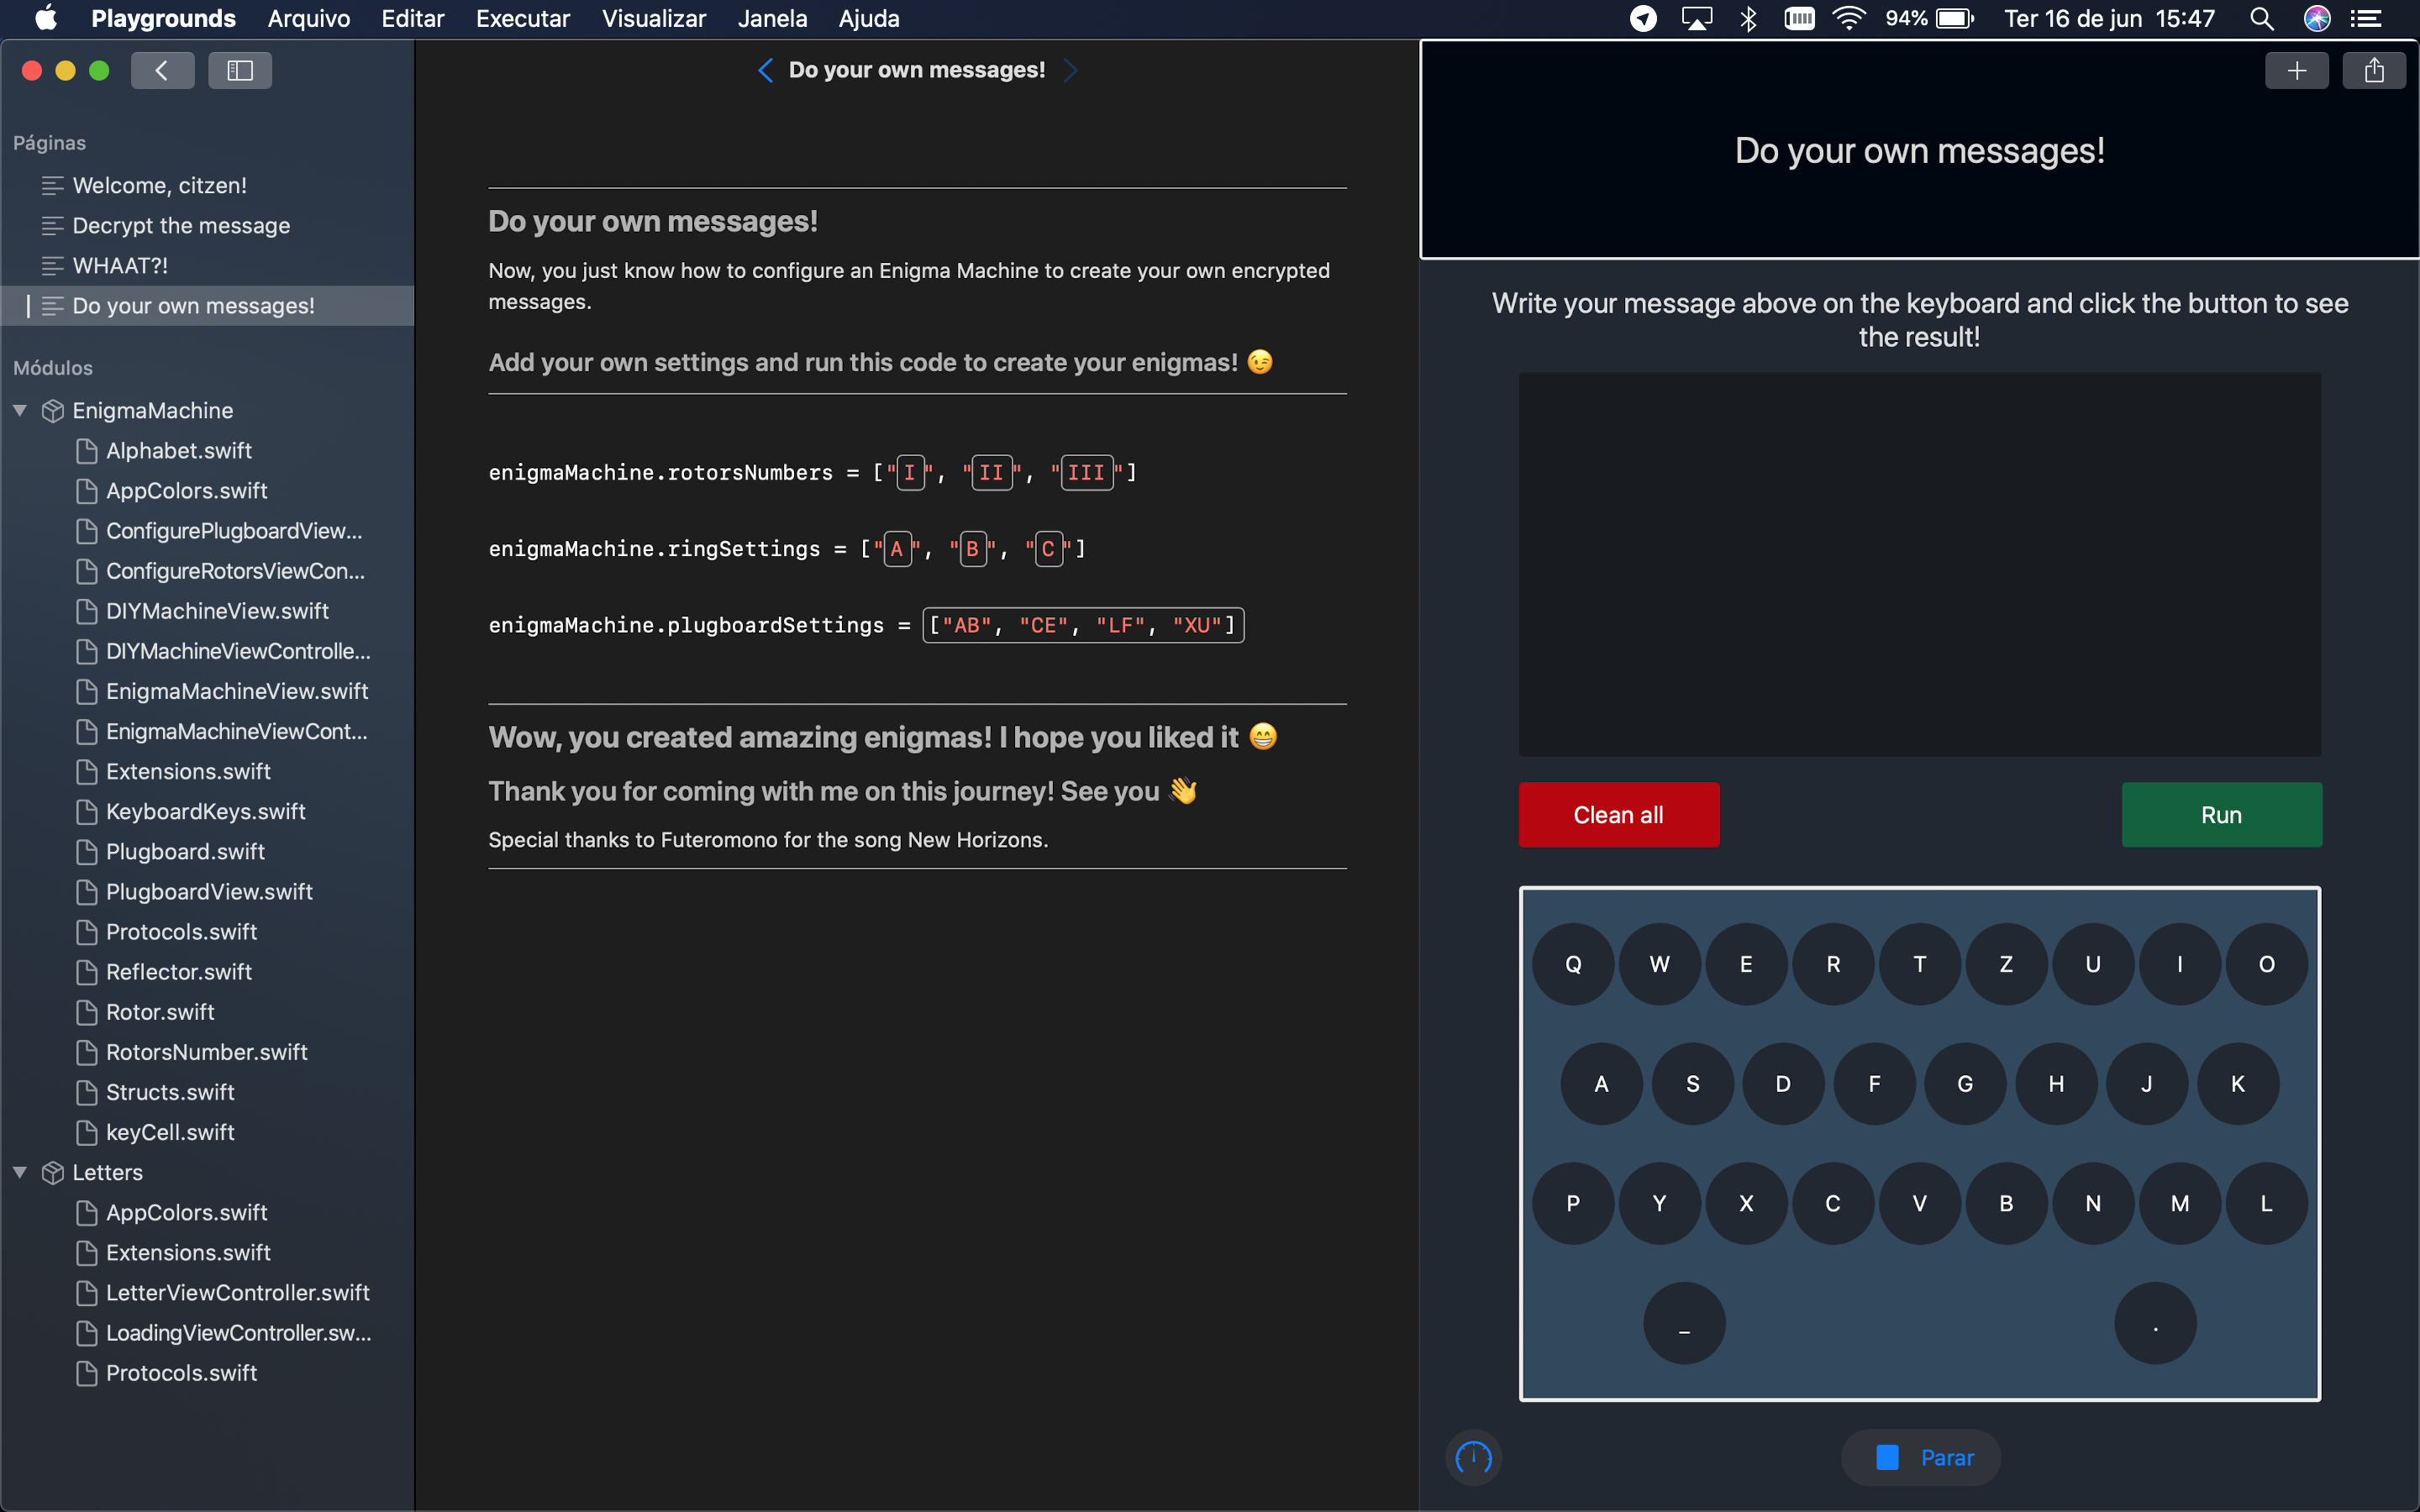 Playgrounds Arquivo Editar Executar Visualizar Janela Ajuda 94% Ter 16 de jun 15:47
Do your own messages!
Páginas
Welcome, citzen!
Decrypt the message
WHAAT?!
Do your own messages!
Módulos
EnigmaMachine
Alphabet.swift
AppColors.swift
ConfigurePlugboardView...
ConfigureRotorsViewCon...
DIYMachineView.swift
DIYMachineViewControlle...
EnigmaMachineView.swift
EnigmaMachineViewCont...
Extensions.swift
KeyboardKeys.swift
Plugboard.swift
PlugboardView.swift
Protocols.swift
Reflector.swift
Rotor.swift
RotorsNumber.swift
Structs.swift
keyCell.swift
Letters
AppColors.swift
Extensions.swift
LetterViewController.swift
LoadingViewController.sw...
Protocols.swift
Do your own messages!
Now, you just know how to configure an Enigma Machine to create your own encrypted
messages.
Add your own settings and run this code to create your enigmas! 😉
enigmaMachine.rotorsNumbers = ["I", "II", "III"]
enigmaMachine.ringSettings = ["A", "B", "C"]
enigmaMachine.plugboardSettings = ["AB", "CE", "LF", "XU"]
Wow, you created amazing enigmas! I hope you liked it 😁
Thank you for coming with me on this journey! See you 👋
Special thanks to Futeromono for the song New Horizons.
Do your own messages!
Write your message above on the keyboard and click the button to see
the result!
Clean all Run
Q W E R T Z U I O
A S D F G H J K
P Y X C V B N M L
_ .
Parar